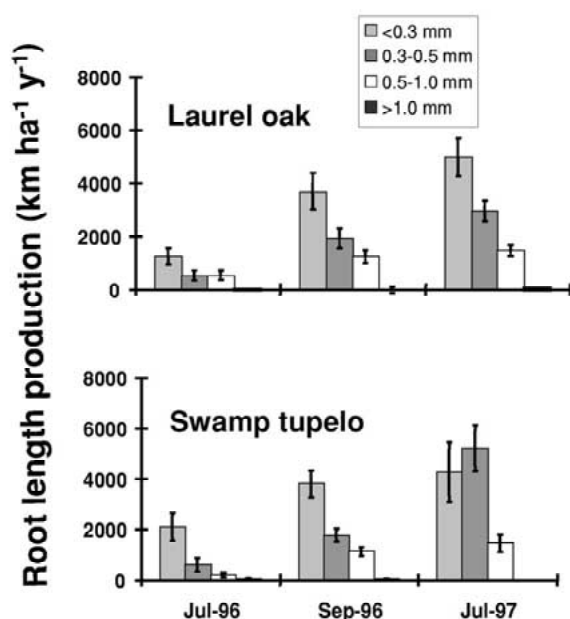 <0.3 mm
0.3-0.5 mm
0.5-1.0 mm
>1.0 mm
Root length production (km ha⁻¹ y⁻¹)
8000
6000
4000
2000
0
Laurel oak
8000
6000
4000
2000
0
Swamp tupelo
Jul-96 Sep-96 Jul-97